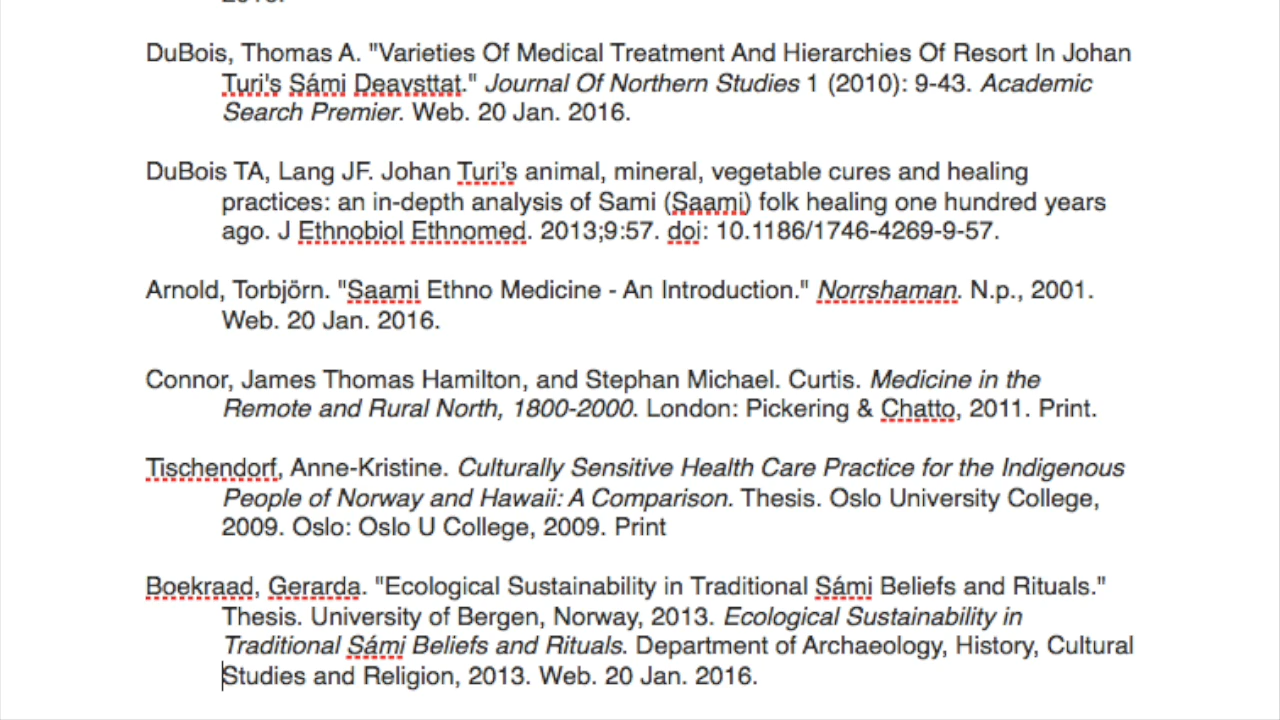 DuBois, Thomas A. "Varieties Of Medical Treatment And Hierarchies Of Resort In Johan
Turi's Sámi Deavsttat." Journal Of Northern Studies 1 (2010): 9-43. Academic
Search Premier. Web. 20 Jan. 2016.
DuBois TA, Lang JF. Johan Turi’s animal, mineral, vegetable cures and healing
practices: an in-depth analysis of Sami (Saami) folk healing one hundred years
ago. J Ethnobiol Ethnomed. 2013;9:57. doi: 10.1186/1746-4269-9-57.
Arnold, Torbjörn. "Saami Ethno Medicine - An Introduction." Norrshaman. N.p., 2001.
Web. 20 Jan. 2016.
Connor, James Thomas Hamilton, and Stephan Michael. Curtis. Medicine in the
Remote and Rural North, 1800-2000. London: Pickering & Chatto, 2011. Print.
Tischendorf, Anne-Kristine. Culturally Sensitive Health Care Practice for the Indigenous
People of Norway and Hawaii: A Comparison. Thesis. Oslo University College,
2009. Oslo: Oslo U College, 2009. Print
Boekraad, Gerarda. "Ecological Sustainability in Traditional Sámi Beliefs and Rituals."
Thesis. University of Bergen, Norway, 2013. Ecological Sustainability in
Traditional Sámi Beliefs and Rituals. Department of Archaeology, History, Cultural
Studies and Religion, 2013. Web. 20 Jan. 2016.